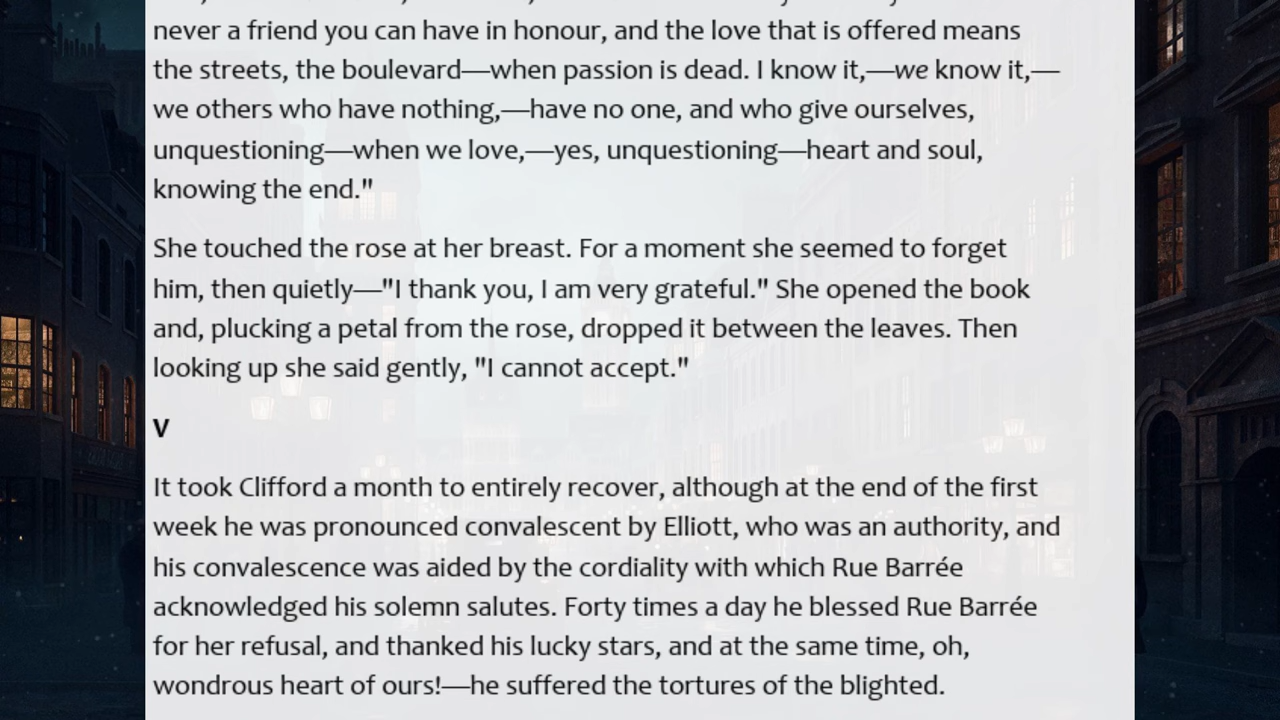 never a friend you can have in honour, and the love that is offered means
the streets, the boulevard—when passion is dead. I know it,—we know it,—
we others who have nothing,—have no one, and who give ourselves,
unquestioning—when we love,—yes, unquestioning—heart and soul,
knowing the end."
She touched the rose at her breast. For a moment she seemed to forget
him, then quietly—"I thank you, I am very grateful." She opened the book
and, plucking a petal from the rose, dropped it between the leaves. Then
looking up she said gently, "I cannot accept."
V
It took Clifford a month to entirely recover, although at the end of the first
week he was pronounced convalescent by Elliott, who was an authority, and
his convalescence was aided by the cordiality with which Rue Barrée
acknowledged his solemn salutes. Forty times a day he blessed Rue Barrée
for her refusal, and thanked his lucky stars, and at the same time, oh,
wondrous heart of ours!—he suffered the tortures of the blighted.